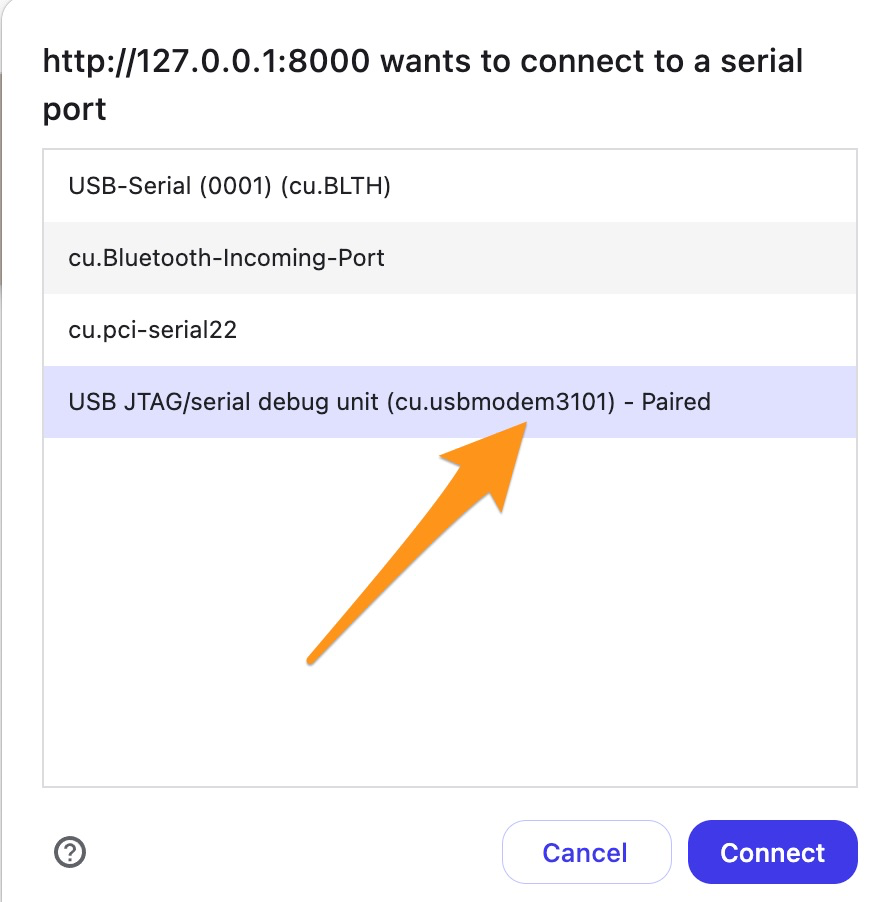 http://127.0.0.1:8000 wants to connect to a serial
port
USB-Serial (0001) (cu.BLTH)
cu.Bluetooth-Incoming-Port
cu.pci-serial22
USB JTAG/serial debug unit (cu.usbmodem3101) - Paired
?
Cancel
Connect